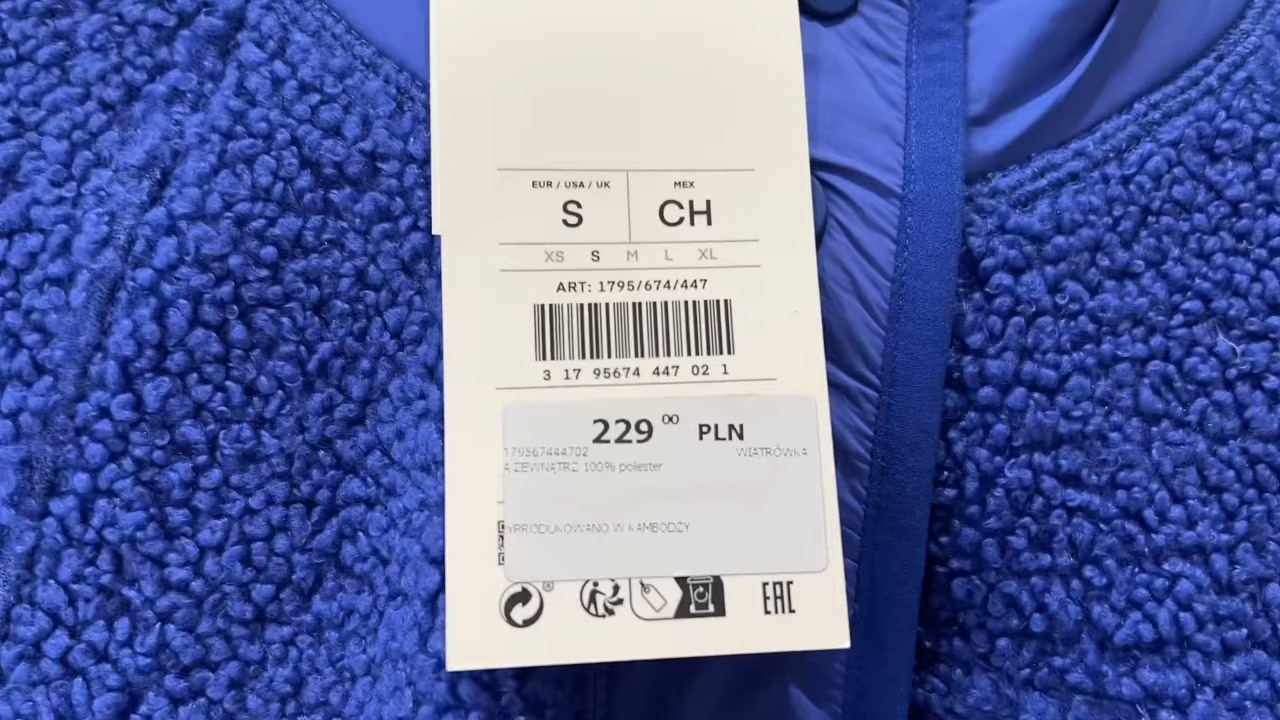 EUR / USA / UK MEX
S CH
XS S M L XL
ART: 1795/674/447
3 17 95674 447 02 1
229 00 PLN
179567444702 WIATRÓWKA
A ZEWNĄTRZ 100% poliester
YPRODUKOWANO W KAMBODŻY
EAC